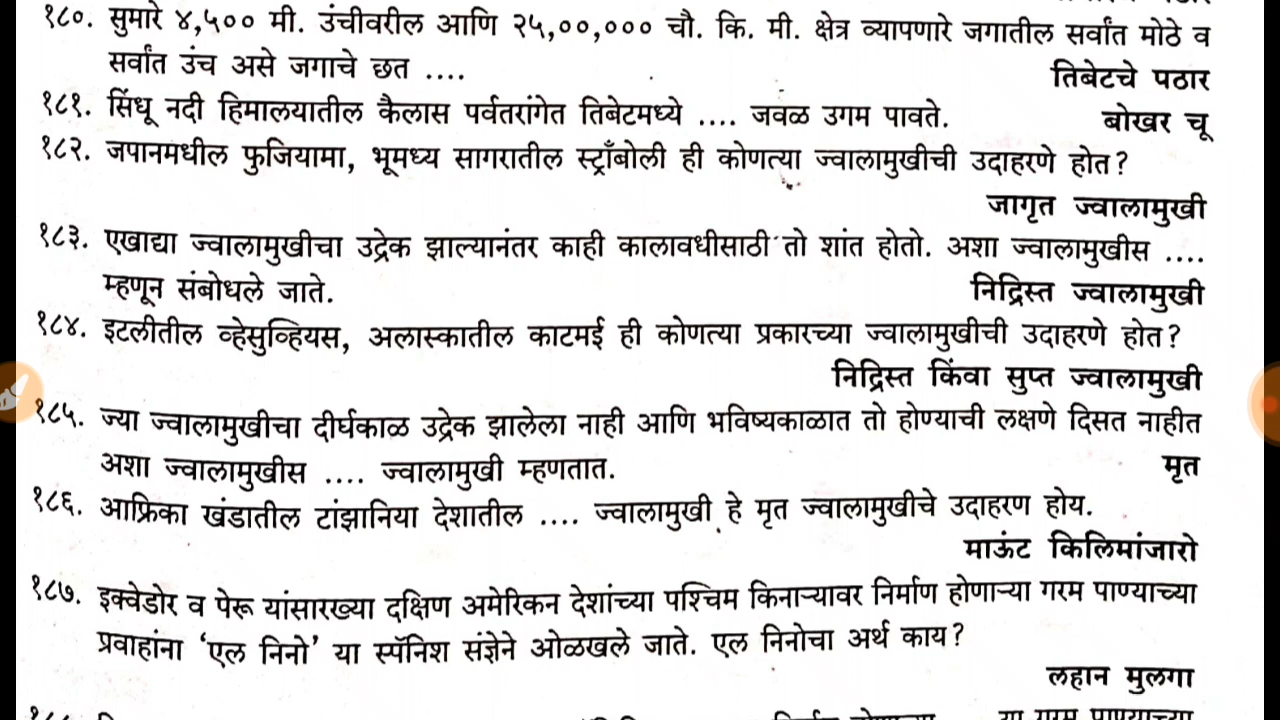 १८०. सुमारे ४,५०० मी. उंचीवरील आणि २५,००,००० चौ. कि. मी. क्षेत्र व्यापणारे जगातील सर्वांत मोठे व
सर्वांत उंच असे जगाचे छत .... तिबेटचे पठार
१८१. सिंधू नदी हिमालयातील कैलास पर्वतरांगेत तिबेटमध्ये .... जवळ उगम पावते. बोखर चू
१८२. जपानमधील फुजियामा, भूमध्य सागरातील स्ट्राँबोली ही कोणत्या ज्वालामुखीची उदाहरणे होत?
जागृत ज्वालामुखी
१८३. एखाद्या ज्वालामुखीचा उद्रेक झाल्यानंतर काही कालावधीसाठी तो शांत होतो. अशा ज्वालामुखीस ....
म्हणून संबोधले जाते. निद्रिस्त ज्वालामुखी
१८४. इटलीतील व्हेसुव्हियस, अलास्कातील काटमई ही कोणत्या प्रकारच्या ज्वालामुखीची उदाहरणे होत?
निद्रिस्त किंवा सुप्त ज्वालामुखी
१८५. ज्या ज्वालामुखीचा दीर्घकाळ उद्रेक झालेला नाही आणि भविष्यकाळात तो होण्याची लक्षणे दिसत नाहीत
अशा ज्वालामुखीस .... ज्वालामुखी म्हणतात. मृत
१८६. आफ्रिका खंडातील टांझानिया देशातील .... ज्वालामुखी हे मृत ज्वालामुखीचे उदाहरण होय.
माऊंट किलिमांजारो
१८७. इक्वेडोर व पेरू यांसारख्या दक्षिण अमेरिकन देशांच्या पश्चिम किनाऱ्यावर निर्माण होणाऱ्या गरम पाण्याच्या
प्रवाहांना ‘एल निनो’ या स्पॅनिश संज्ञेने ओळखले जाते. एल निनोचा अर्थ काय?
लहान मुलगा